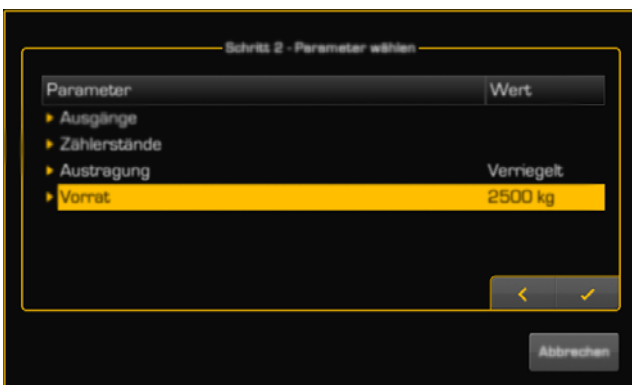 Schritt 2 - Parameter wählen
Parameter Wert
Ausgänge
Zählerstände
Austragung Verriegelt
Vorrat 2500 kg
Abbrechen